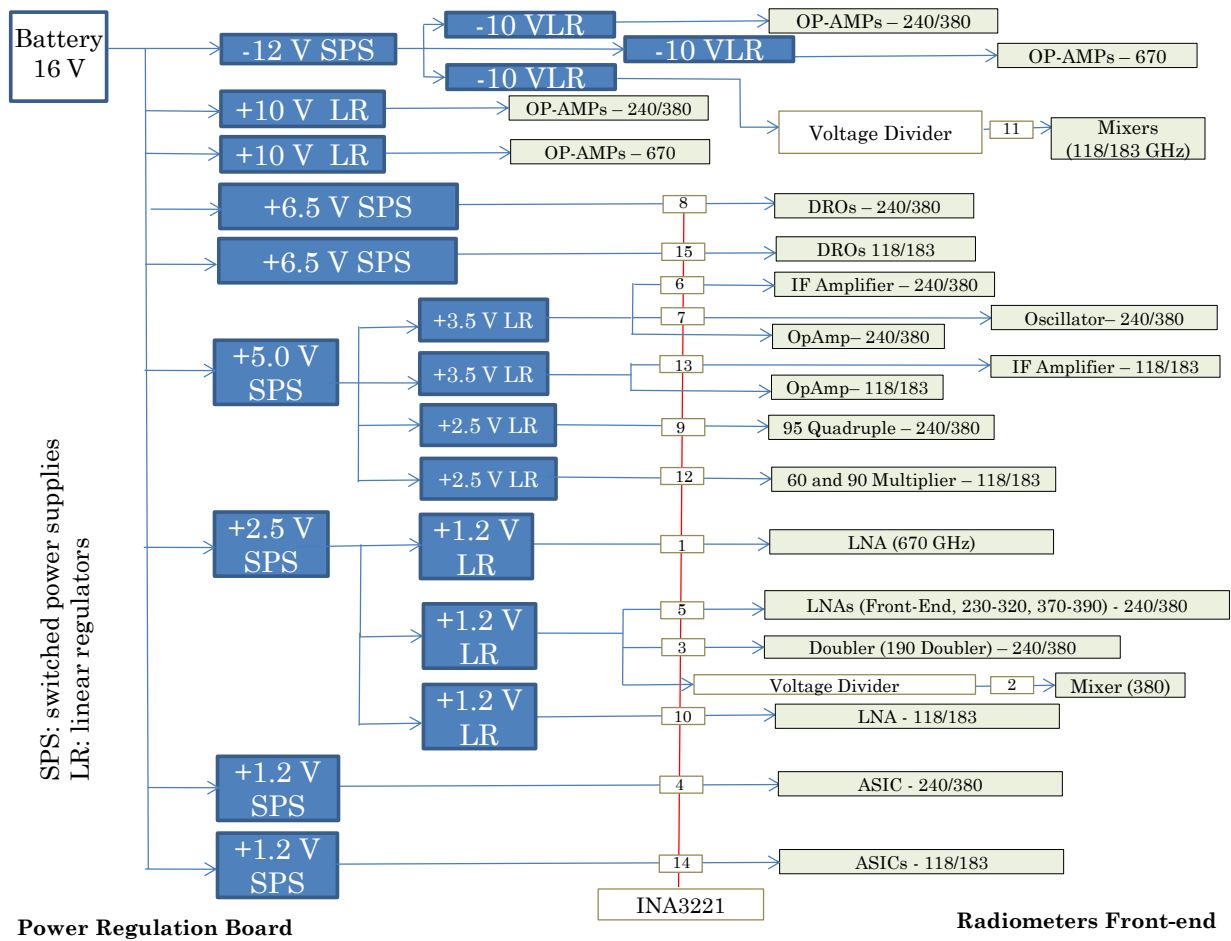 Battery
16 V
-12 V SPS
-10 VLR
OP-AMPs – 240/380
-10 VLR
OP-AMPs – 670
-10 VLR
Voltage Divider
11
Mixers
(118/183 GHz)
+10 V LR
OP-AMPs – 240/380
+10 V LR
OP-AMPs – 670
+6.5 V SPS
8
DROs – 240/380
+6.5 V SPS
15
DROs 118/183
+5.0 V
SPS
+3.5 V LR
6
IF Amplifier – 240/380
7
Oscillator– 240/380
OpAmp– 240/380
+3.5 V LR
13
IF Amplifier – 118/183
OpAmp– 118/183
+2.5 V LR
9
95 Quadruple – 240/380
+2.5 V LR
12
60 and 90 Multiplier – 118/183
+2.5 V
SPS
+1.2 V
LR
1
LNA (670 GHz)
+1.2 V
LR
5
LNAs (Front-End, 230-320, 370-390) - 240/380
3
Doubler (190 Doubler) – 240/380
Voltage Divider
2
Mixer (380)
+1.2 V
LR
10
LNA - 118/183
+1.2 V
SPS
4
ASIC - 240/380
+1.2 V
SPS
14
ASICs - 118/183
INA3221
SPS: switched power supplies
LR: linear regulators
Power Regulation Board
Radiometers Front-end